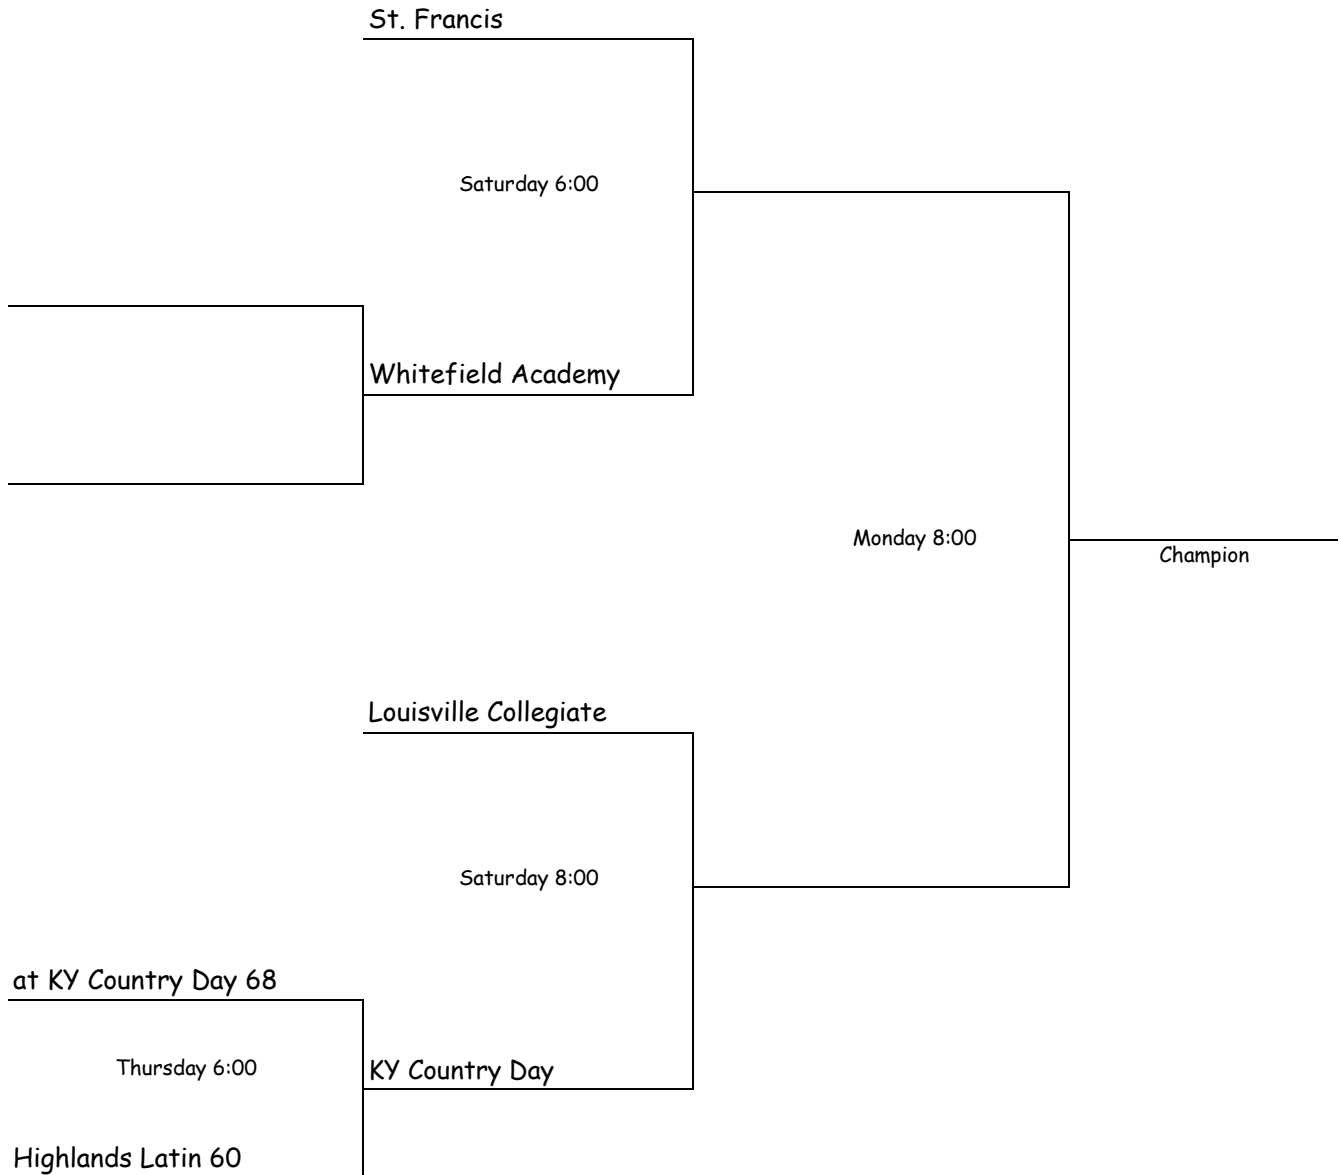 St. Francis
Saturday 6:00
Whitefield Academy
Monday 8:00
Champion
Louisville Collegiate
Saturday 8:00
at KY Country Day 68
Thursday 6:00
KY Country Day
Highlands Latin 60